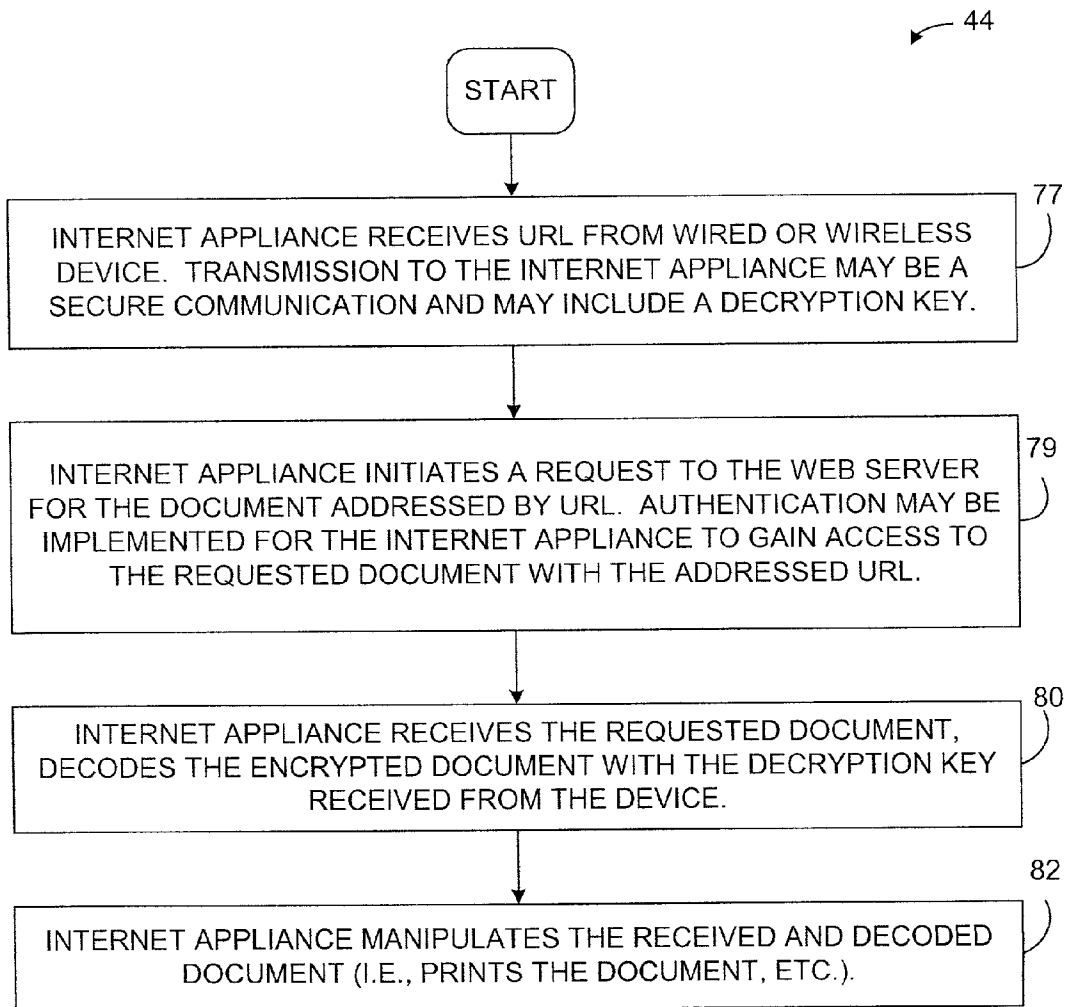 44
START
77
INTERNET APPLIANCE RECEIVES URL FROM WIRED OR WIRELESS
DEVICE. TRANSMISSION TO THE INTERNET APPLIANCE MAY BE A
SECURE COMMUNICATION AND MAY INCLUDE A DECRYPTION KEY.
79
INTERNET APPLIANCE INITIATES A REQUEST TO THE WEB SERVER
FOR THE DOCUMENT ADDRESSED BY URL. AUTHENTICATION MAY BE
IMPLEMENTED FOR THE INTERNET APPLIANCE TO GAIN ACCESS TO
THE REQUESTED DOCUMENT WITH THE ADDRESSED URL.
80
INTERNET APPLIANCE RECEIVES THE REQUESTED DOCUMENT,
DECODES THE ENCRYPTED DOCUMENT WITH THE DECRYPTION KEY
RECEIVED FROM THE DEVICE.
82
INTERNET APPLIANCE MANIPULATES THE RECEIVED AND DECODED
DOCUMENT (I.E., PRINTS THE DOCUMENT, ETC.).